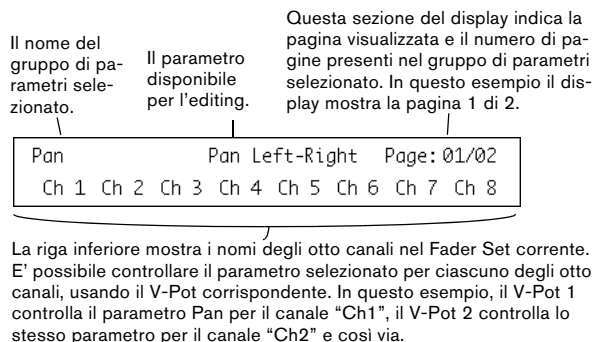 Il nome del
gruppo di pa-
rametri sele-
zionato.
Il parametro
disponibile
per l'editing.
Questa sezione del display indica la
pagina visualizzata e il numero di pa-
gine presenti nel gruppo di parametri
selezionato. In questo esempio il dis-
play mostra la pagina 1 di 2.
Pan Pan Left-Right Page: 01/02
Ch 1 Ch 2 Ch 3 Ch 4 Ch 5 Ch 6 Ch 7 Ch 8
La riga inferiore mostra i nomi degli otto canali nel Fader Set corrente.
E' possibile controllare il parametro selezionato per ciascuno degli otto
canali, usando il V-Pot corrispondente. In questo esempio, il V-Pot 1
controlla il parametro Pan per il canale “Ch1”, il V-Pot 2 controlla lo
stesso parametro per il canale “Ch2” e così via.